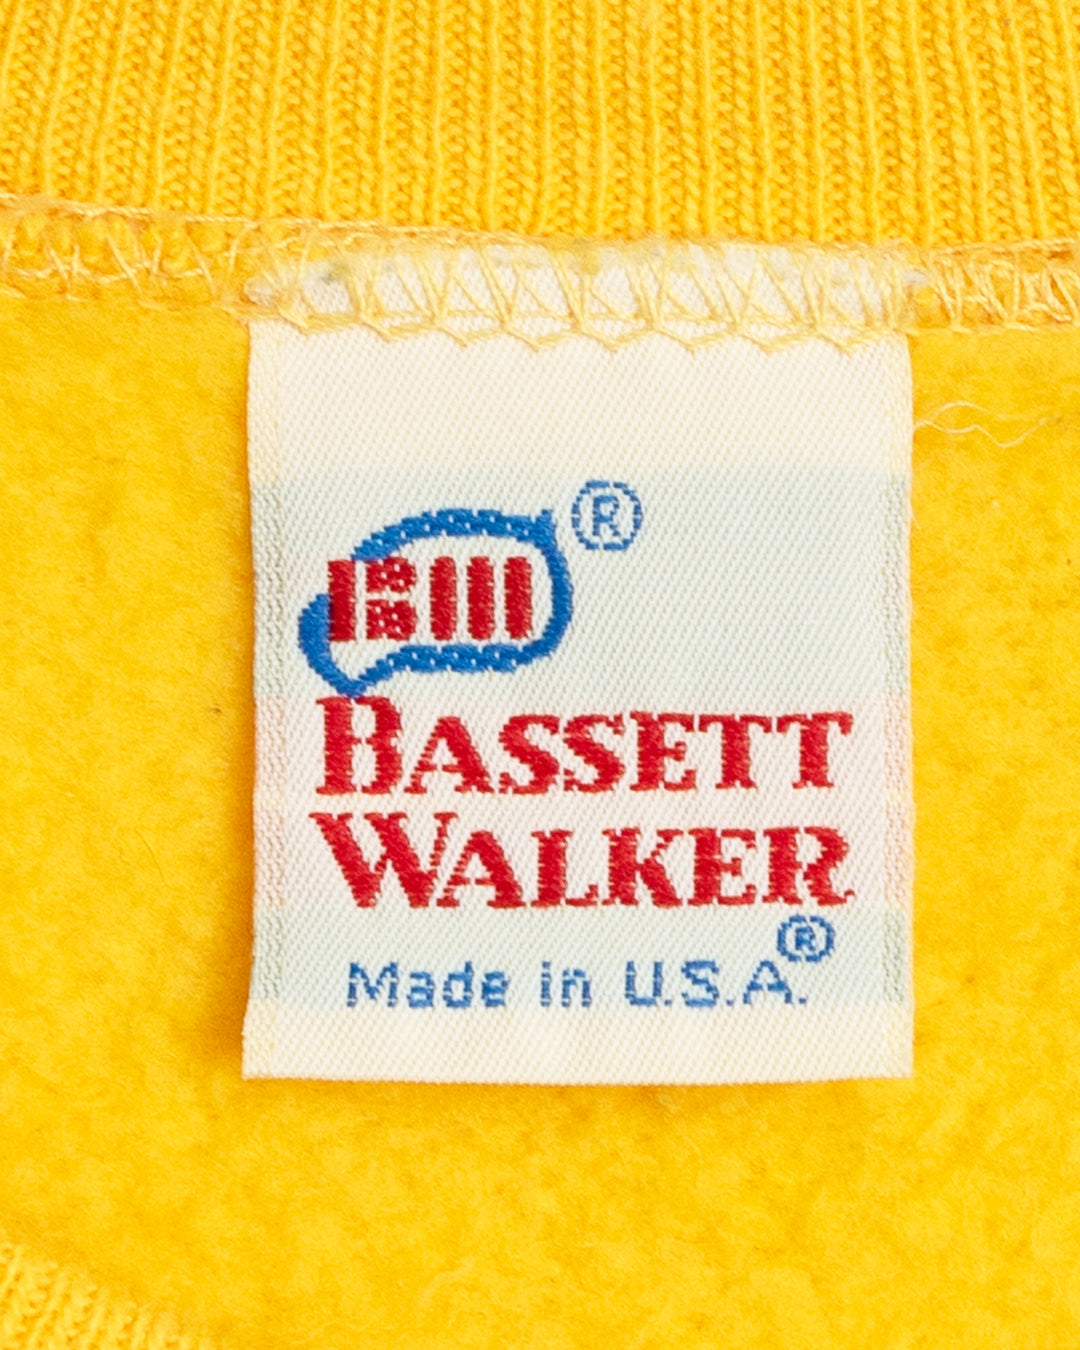 ®
BW
BASSETT
WALKER
®
Made in U.S.A.